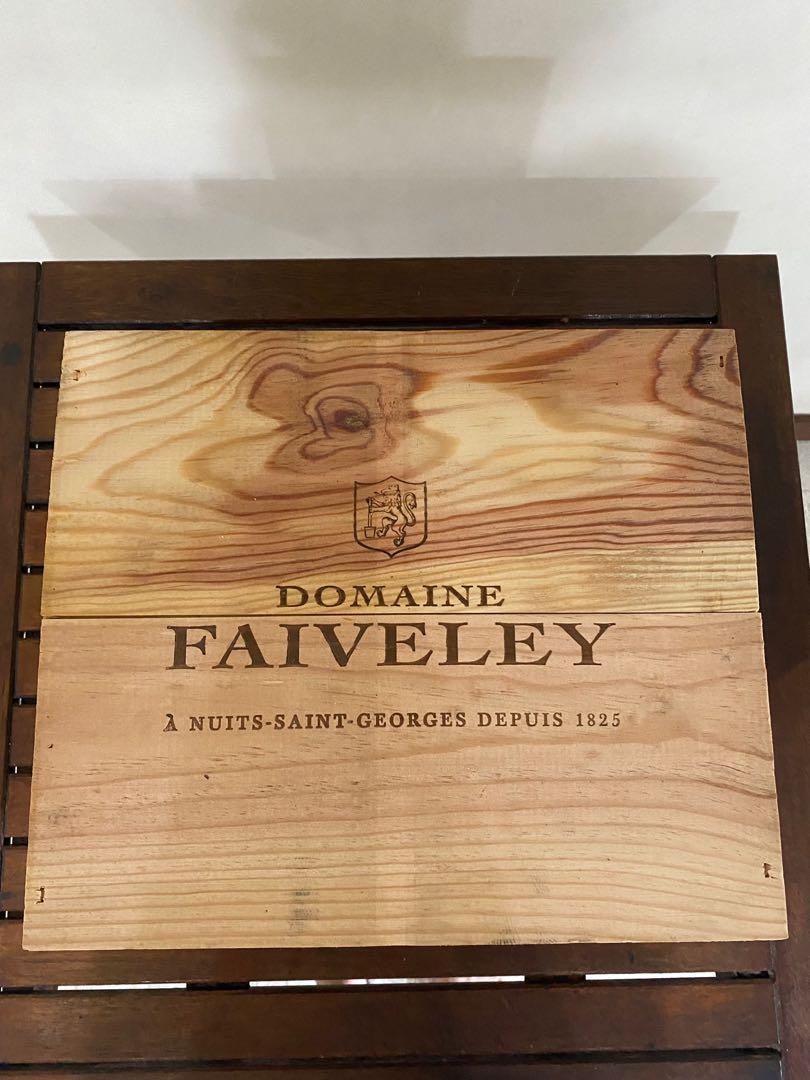 DOMAINE
FAIVELEY
À NUITS-SAINT-GEORGES DEPUIS 1825